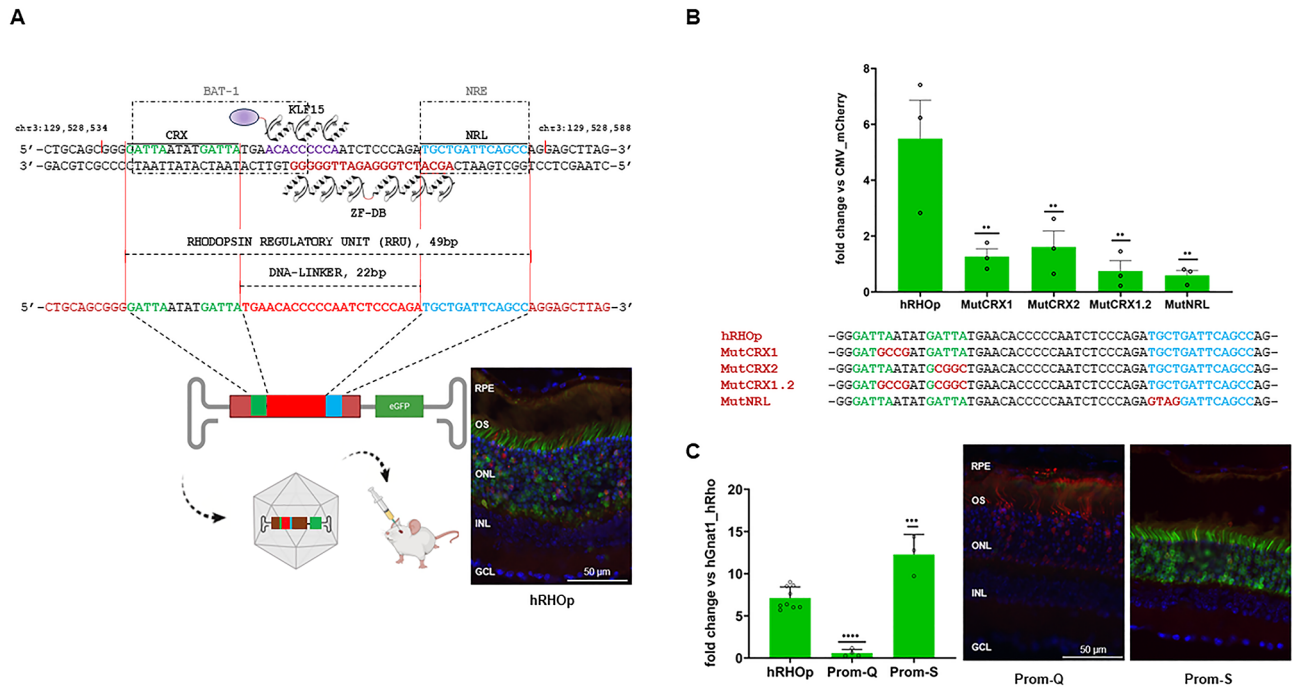 A
BAT-1
NRE
KLF15
chr3:129,528,534
CRX
NRL
chr3:129,528,588
5'-CTGCAGCGGGGATTAATATGATTATGAACACCCCCAATCTCCCAGATGCTGATTCAGCCAGGAGCTTAG-3'
3'-GACGTCGCCCCTAATTATACTAATACTTGTGGGGGTTAGAGGGTCTACGACTAAGTCGGTCCTCGAATC-5'
ZF-DB
RHODOPSIN REGULATORY UNIT (RRU), 49bp
DNA-LINKER, 22bp
5'-CTGCAGCGGGGATTAATATGATTATGAACACCCCCAATCTCCCAGATGCTGATTCAGCCAGGAGCTTAG-3'
eGFP
RPE
OS
ONL
INL
GCL
50 µm
hRHOp
B
fold change vs CMV_mCherry
8
6
4
2
0
hRHOp MutCRX1 MutCRX2 MutCRX1.2 MutNRL
** ** ** **
hRHOp -GGGATTAATATGATTATGAACACCCCCAATCTCCCAGATGCTGATTCAGCCAG-
MutCRX1 -GGGATGCCGATGATTATGAACACCCCCAATCTCCCAGATGCTGATTCAGCCAG-
MutCRX2 -GGGATTAATATGCGGCTGAACACCCCCAATCTCCCAGATGCTGATTCAGCCAG-
MutCRX1.2 -GGGATGCCGATGCGGCTGAACACCCCCAATCTCCCAGATGCTGATTCAGCCAG-
MutNRL -GGGATTAATATGATTATGAACACCCCCAATCTCCCAGAGTAGGATTCAGCCAG-
C
fold change vs hGnat1_hRho
20
15
10
5
0
****
***
hRHOp Prom-Q Prom-S
RPE
OS
ONL
INL
GCL
50 µm
Prom-Q
Prom-S